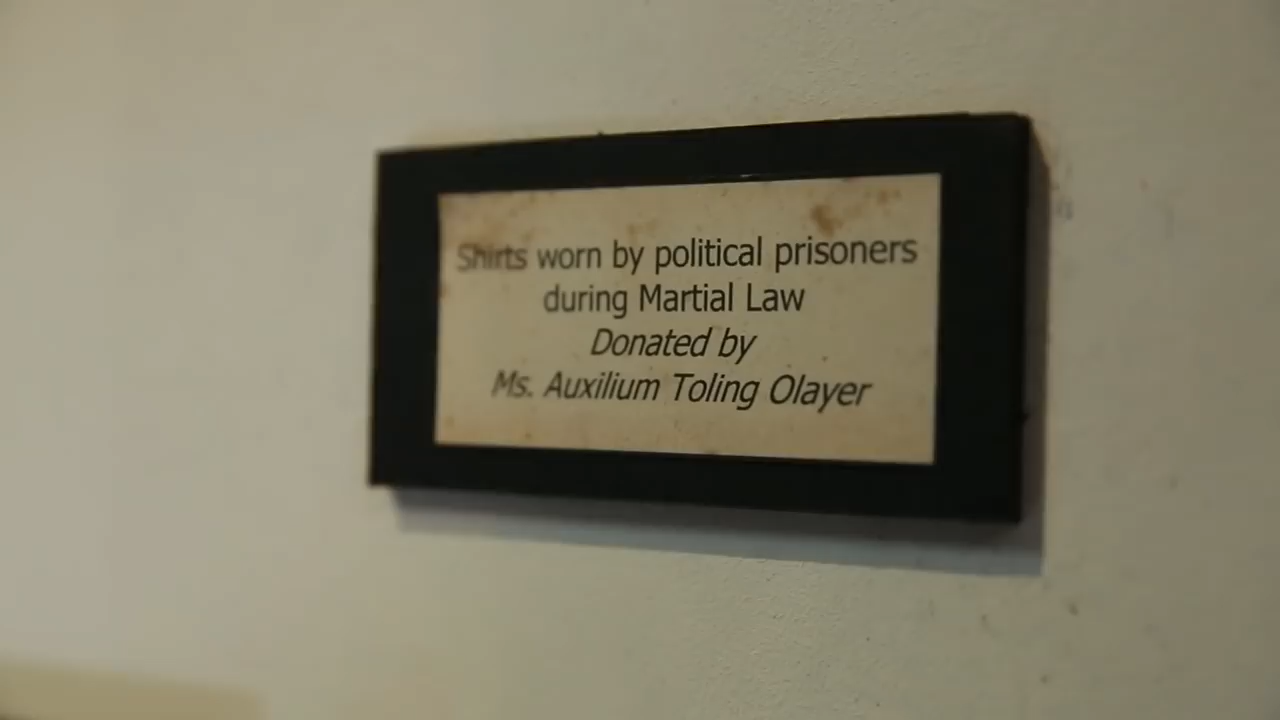 Shirts worn by political prisoners
during Martial Law
Donated by
Ms. Auxilium Toling Olayer